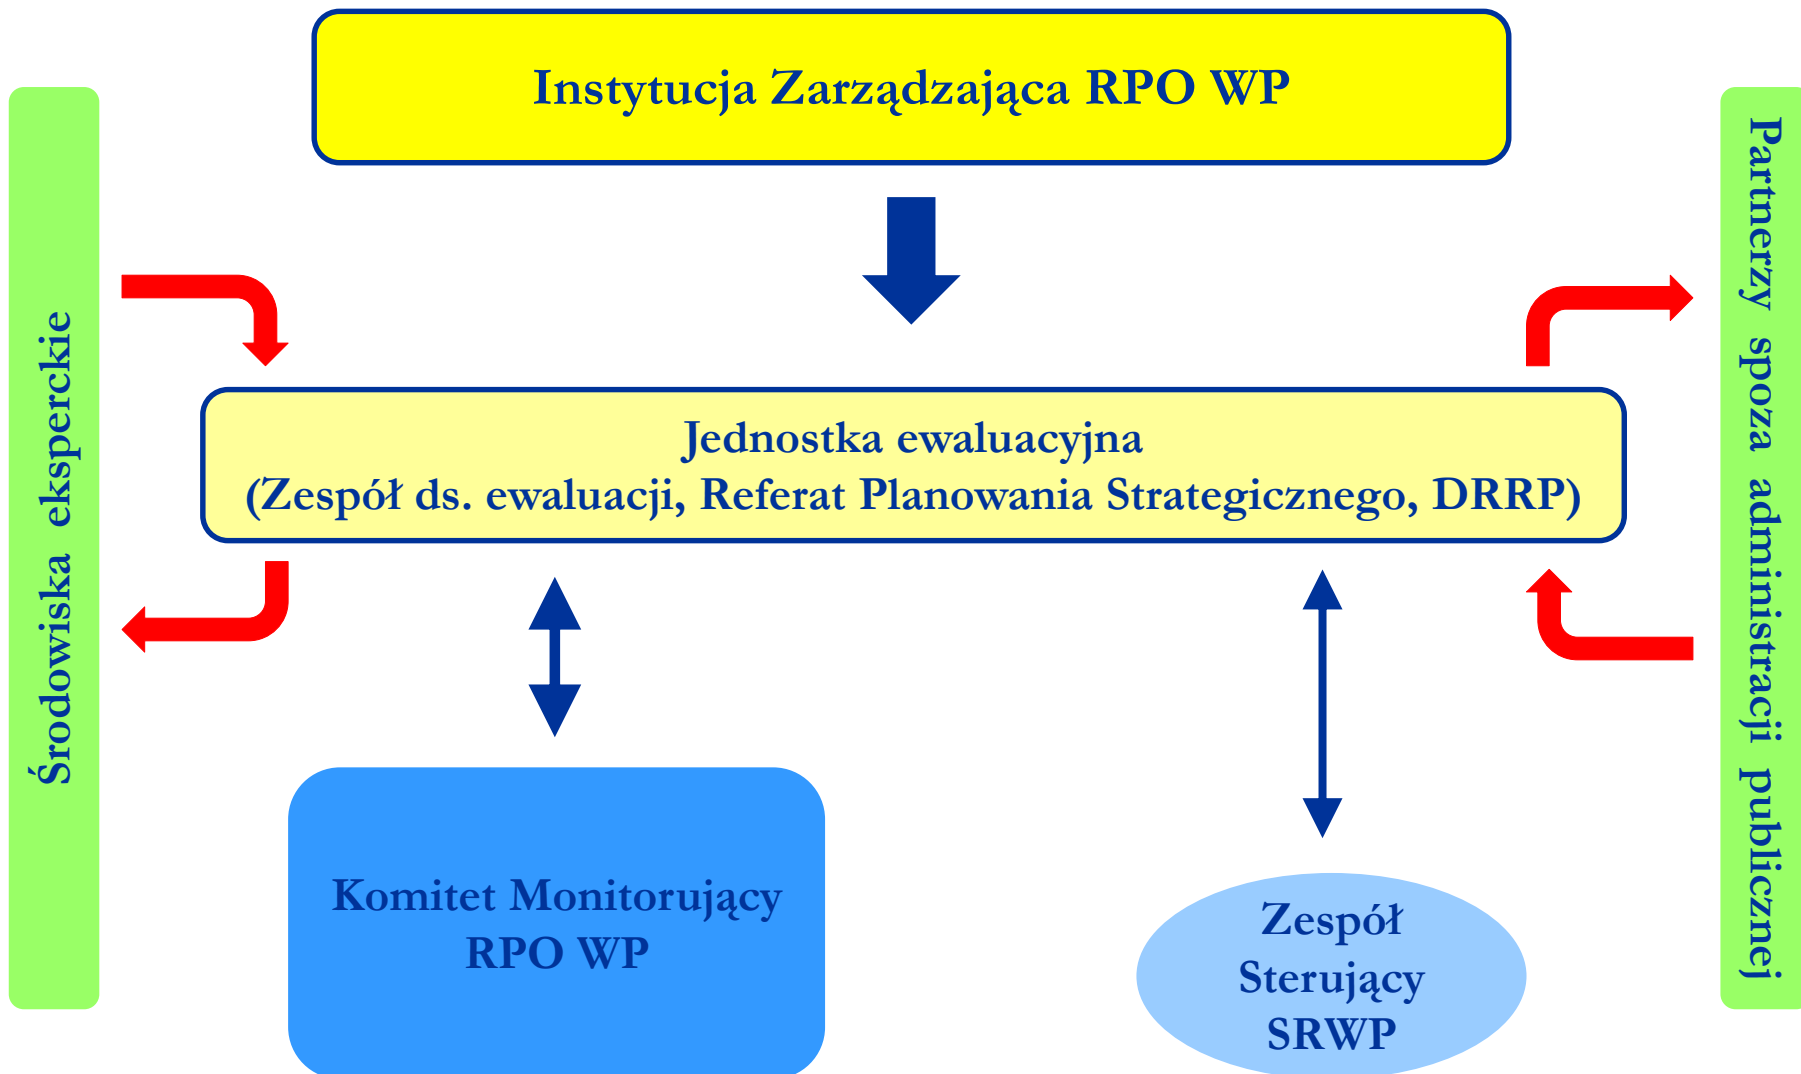 Instytucja Zarządzająca RPO WP
Środowiska eksperckie
Partnerzy spoza administracji publicznej
Jednostka ewaluacyjna
(Zespół ds. ewaluacji, Referat Planowania Strategicznego, DRRP)
Komitet Monitorujący
RPO WP
Zespół
Sterujący
SRWP